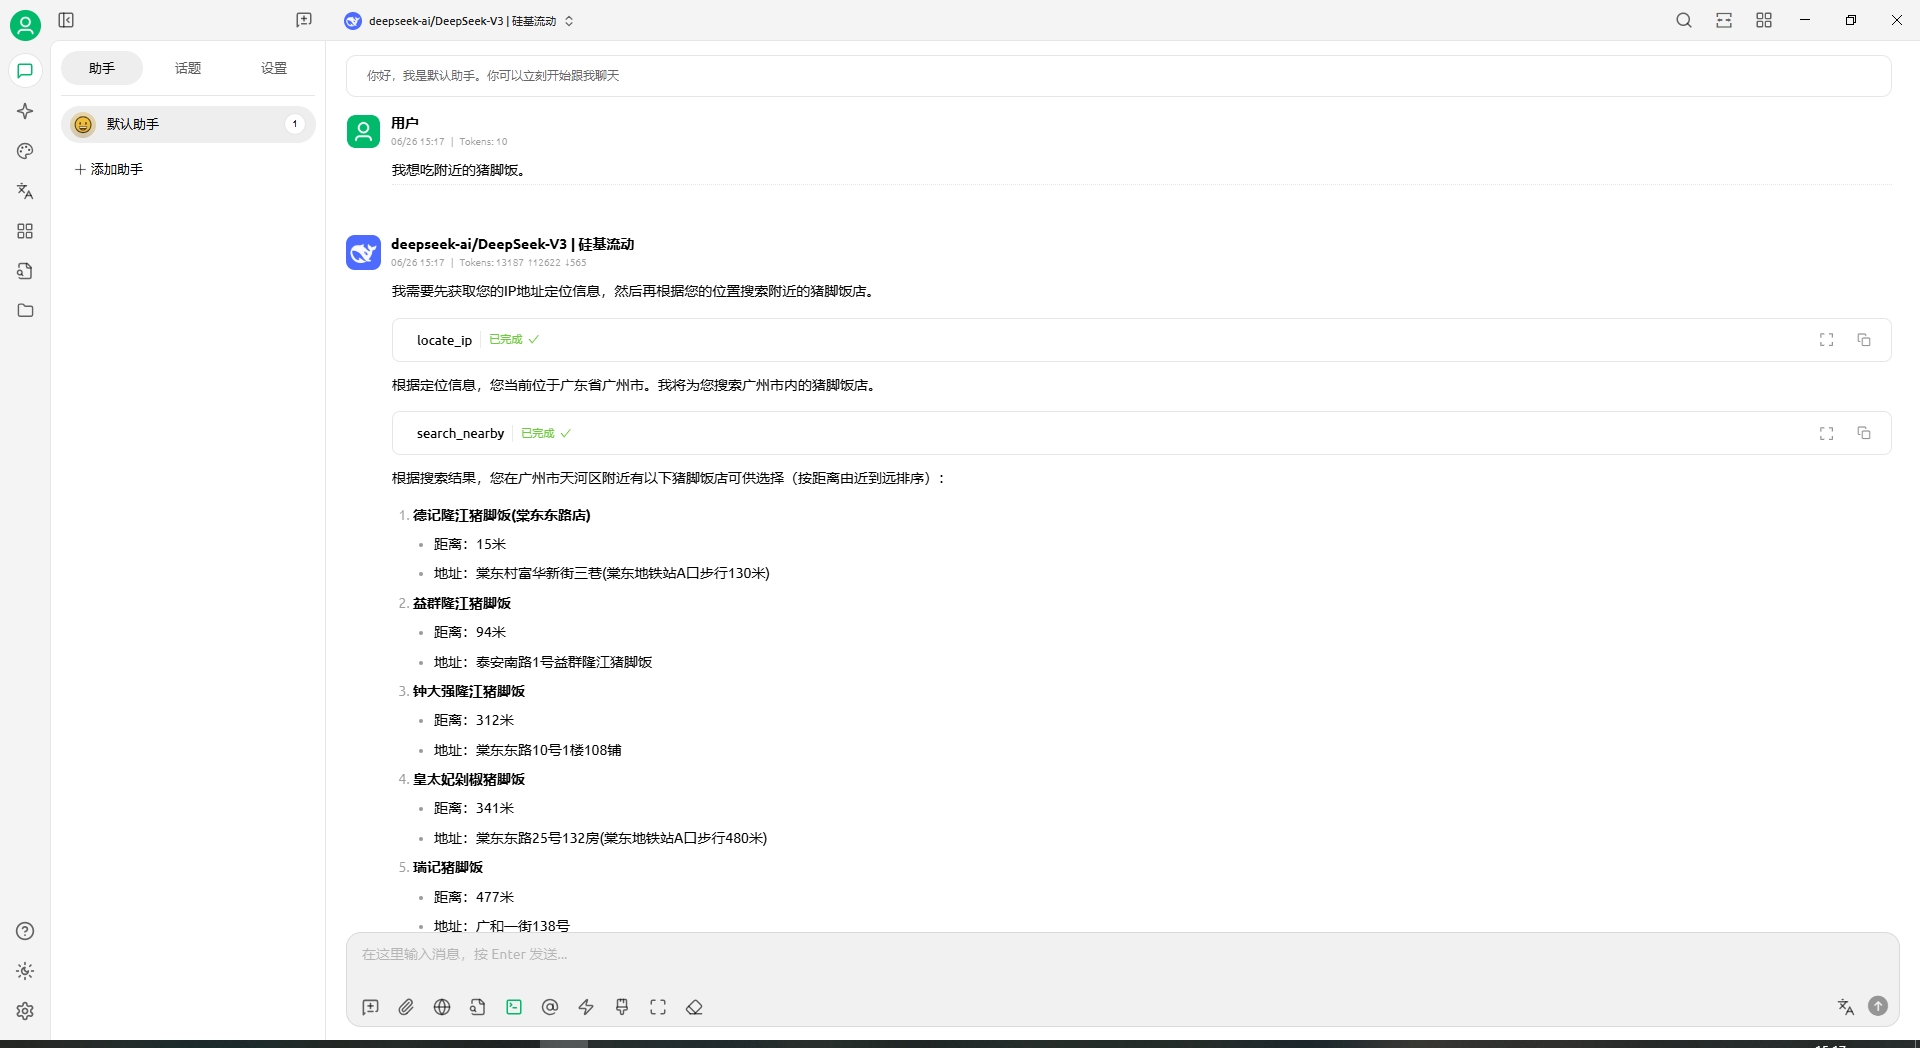 deepseek-ai/DeepSeek-V3 | 硅基流动
助手
话题
设置
默认助手
1
添加助手
你好，我是默认助手。你可以立刻开始跟我聊天
用户
06/26 15:17 | Tokens: 10
我想吃附近的猪脚饭。
deepseek-ai/DeepSeek-V3 | 硅基流动
06/26 15:17 | Tokens: 13187 ↑12622 ↓565
我需要先获取您的IP地址定位信息，然后再根据您的位置搜索附近的猪脚饭店。
locate_ip 已完成
根据定位信息，您当前位于广东省广州市。我将为您搜索广州市内的猪脚饭店。
search_nearby 已完成
根据搜索结果，您在广州市天河区附近有以下猪脚饭店可供选择（按距离由近到远排序）：
1. 德记隆江猪脚饭(棠东东路店)
距离：15米
地址：棠东村富华新街三巷(棠东地铁站A口步行130米)
2. 益群隆江猪脚饭
距离：94米
地址：泰安南路1号益群隆江猪脚饭
3. 钟大强隆江猪脚饭
距离：312米
地址：棠东东路10号1楼108铺
4. 皇太妃剁椒猪脚饭
距离：341米
地址：棠东东路25号132房(棠东地铁站A口步行480米)
5. 瑞记猪脚饭
距离：477米
地址：广和一街138号
在这里输入消息，按 Enter 发送...